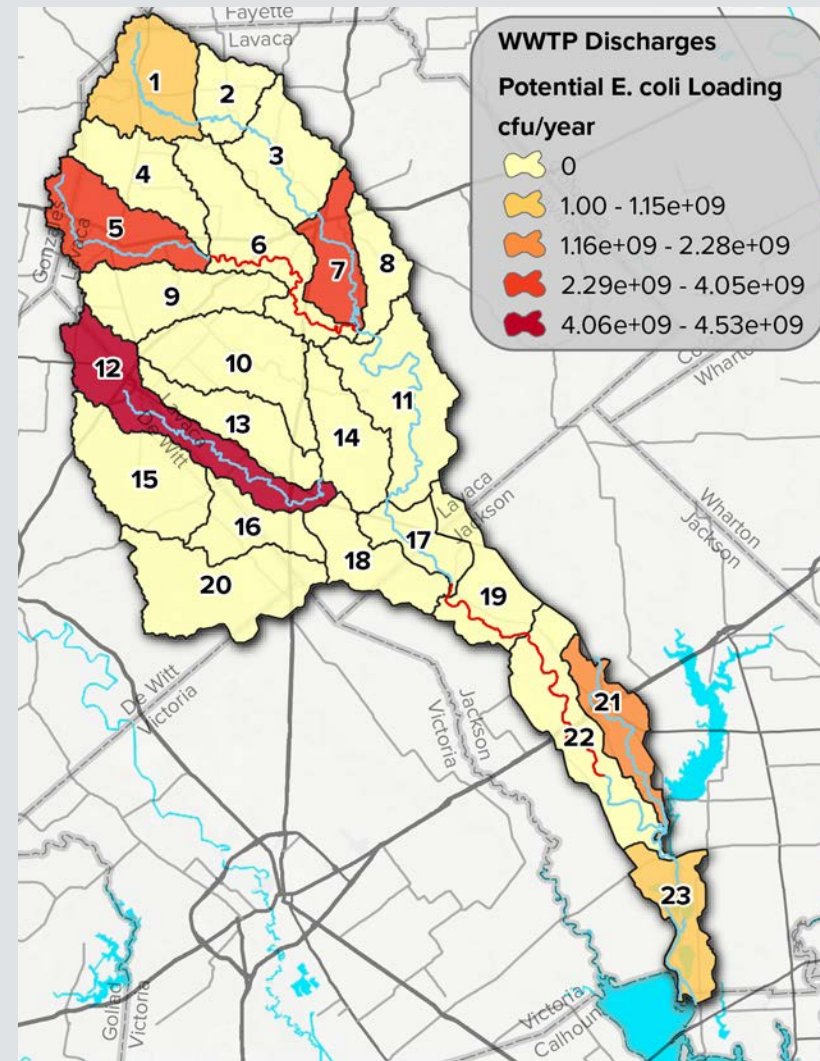 Fayette
Lavaca
WWTP Discharges
Potential E. coli Loading
cfu/year
0
1.00 - 1.15e+09
1.16e+09 - 2.28e+09
2.29e+09 - 4.05e+09
4.06e+09 - 4.53e+09
1
2
3
4
5
Gonzales
Lavaca
6
7
8
9
10
11
12
13
14
15
16
17
18
19
20
21
22
23
Lavaca
De Witt
Wharton
Lavaca
Jackson
Wharton
Jackson
De Witt
Victoria
Jackson
Victoria
Goliad
Victoria
Victoria
Calhoun